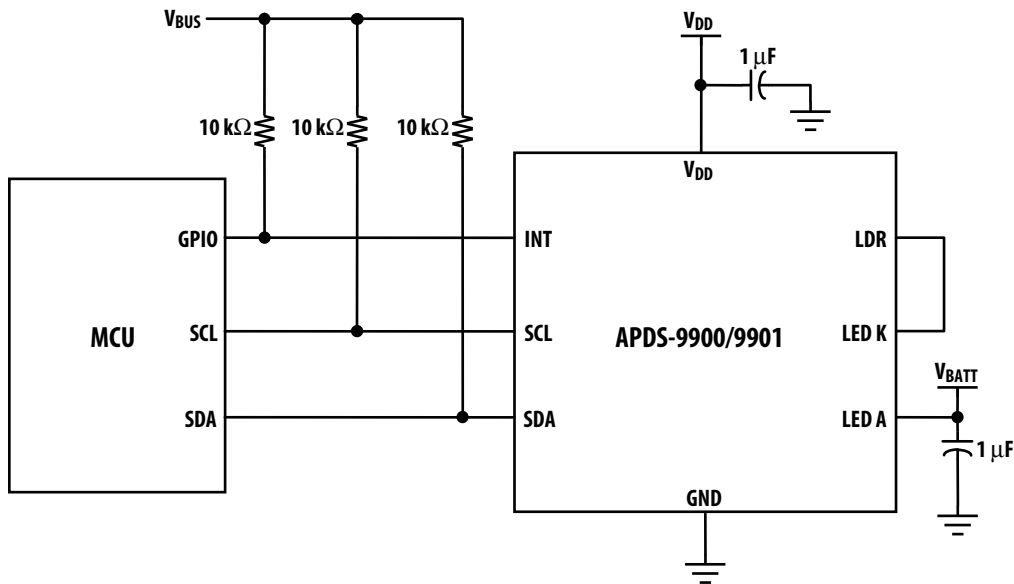 VBUS
VDD
1 µF
10 kΩ 10 kΩ 10 kΩ
VDD
GPIO INT LDR
MCU SCL SCL APDS-9900/9901 LED K
VBATT
SDA SDA LED A
1 µF
GND